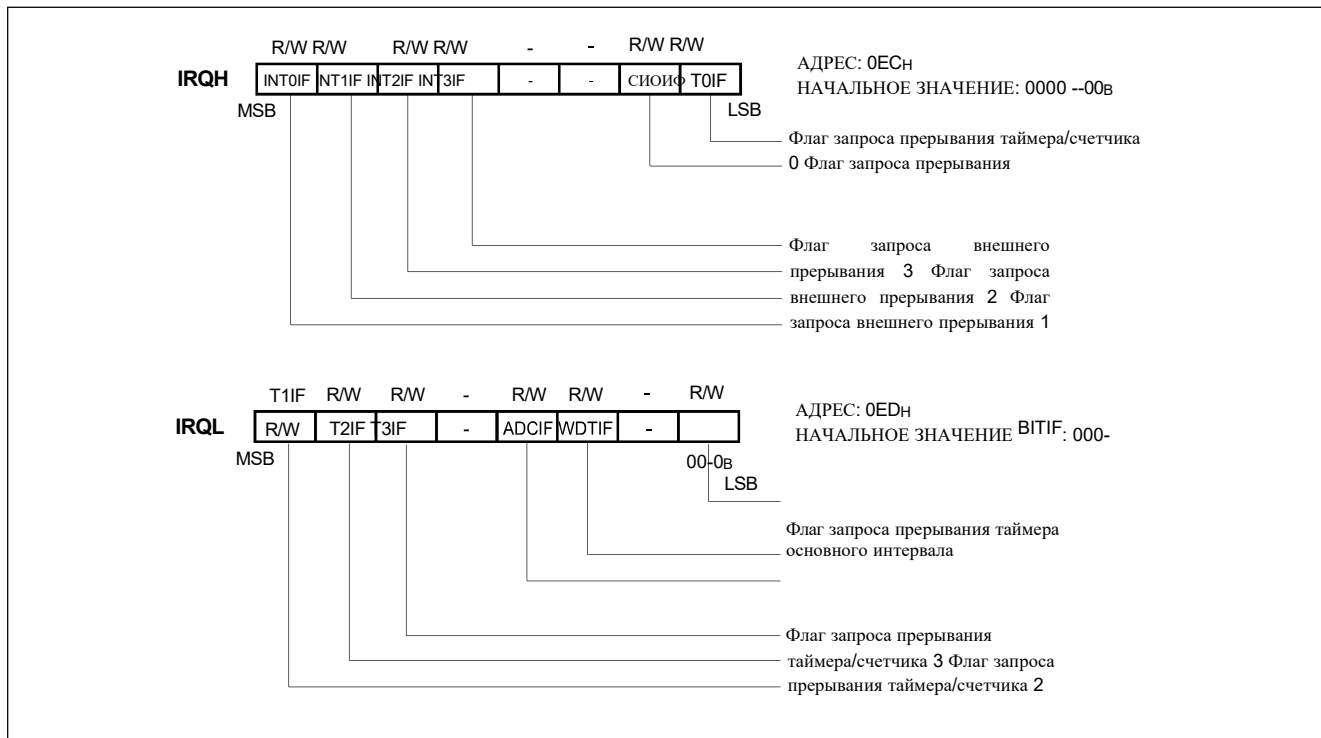 R/W R/W R/W R/W - - R/W R/W
IRQH INT0IF INT1IF INT2IF INT3IF - - СИОИФ T0IF
MSB LSB
АДРЕС: 0ECH
НАЧАЛЬНОЕ ЗНАЧЕНИЕ: 0000 --00B
Флаг запроса прерывания таймера/счетчика
0 Флаг запроса прерывания
Флаг запроса внешнего
прерывания 3 Флаг запроса
внешнего прерывания 2 Флаг
запроса внешнего прерывания 1
T1IF R/W R/W - R/W R/W - R/W
IRQL R/W T2IF T3IF - ADCIF WDTIF -
MSB 00-0B
LSB
АДРЕС: 0EDH
НАЧАЛЬНОЕ ЗНАЧЕНИЕ BITIF: 000-
Флаг запроса прерывания таймера
основного интервала
Флаг запроса прерывания
таймера/счетчика 3 Флаг запроса
прерывания таймера/счетчика 2